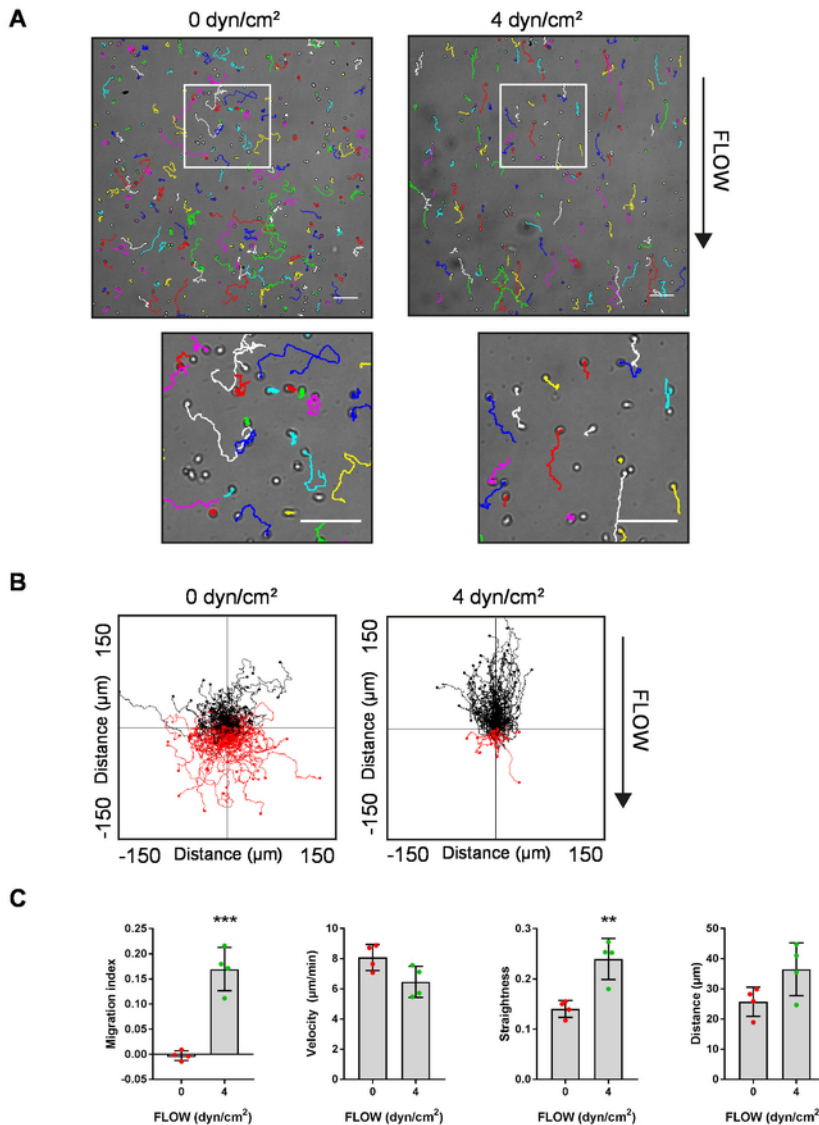 A
0 dyn/cm²
4 dyn/cm²
FLOW
B
0 dyn/cm²
4 dyn/cm²
150
-150
Distance (µm)
-150
Distance (µm)
150
150
-150
Distance (µm)
-150
Distance (µm)
150
FLOW
C
***
0.25
0.20
0.15
0.10
0.05
0.00
-0.05
Migration index
0
4
FLOW (dyn/cm²)
10
8
6
4
2
0
Velocity (µm/min)
0
4
FLOW (dyn/cm²)
**
0.3
0.2
0.1
0.0
Straightness
0
4
FLOW (dyn/cm²)
50
40
30
20
10
0
Distance (µm)
0
4
FLOW (dyn/cm²)